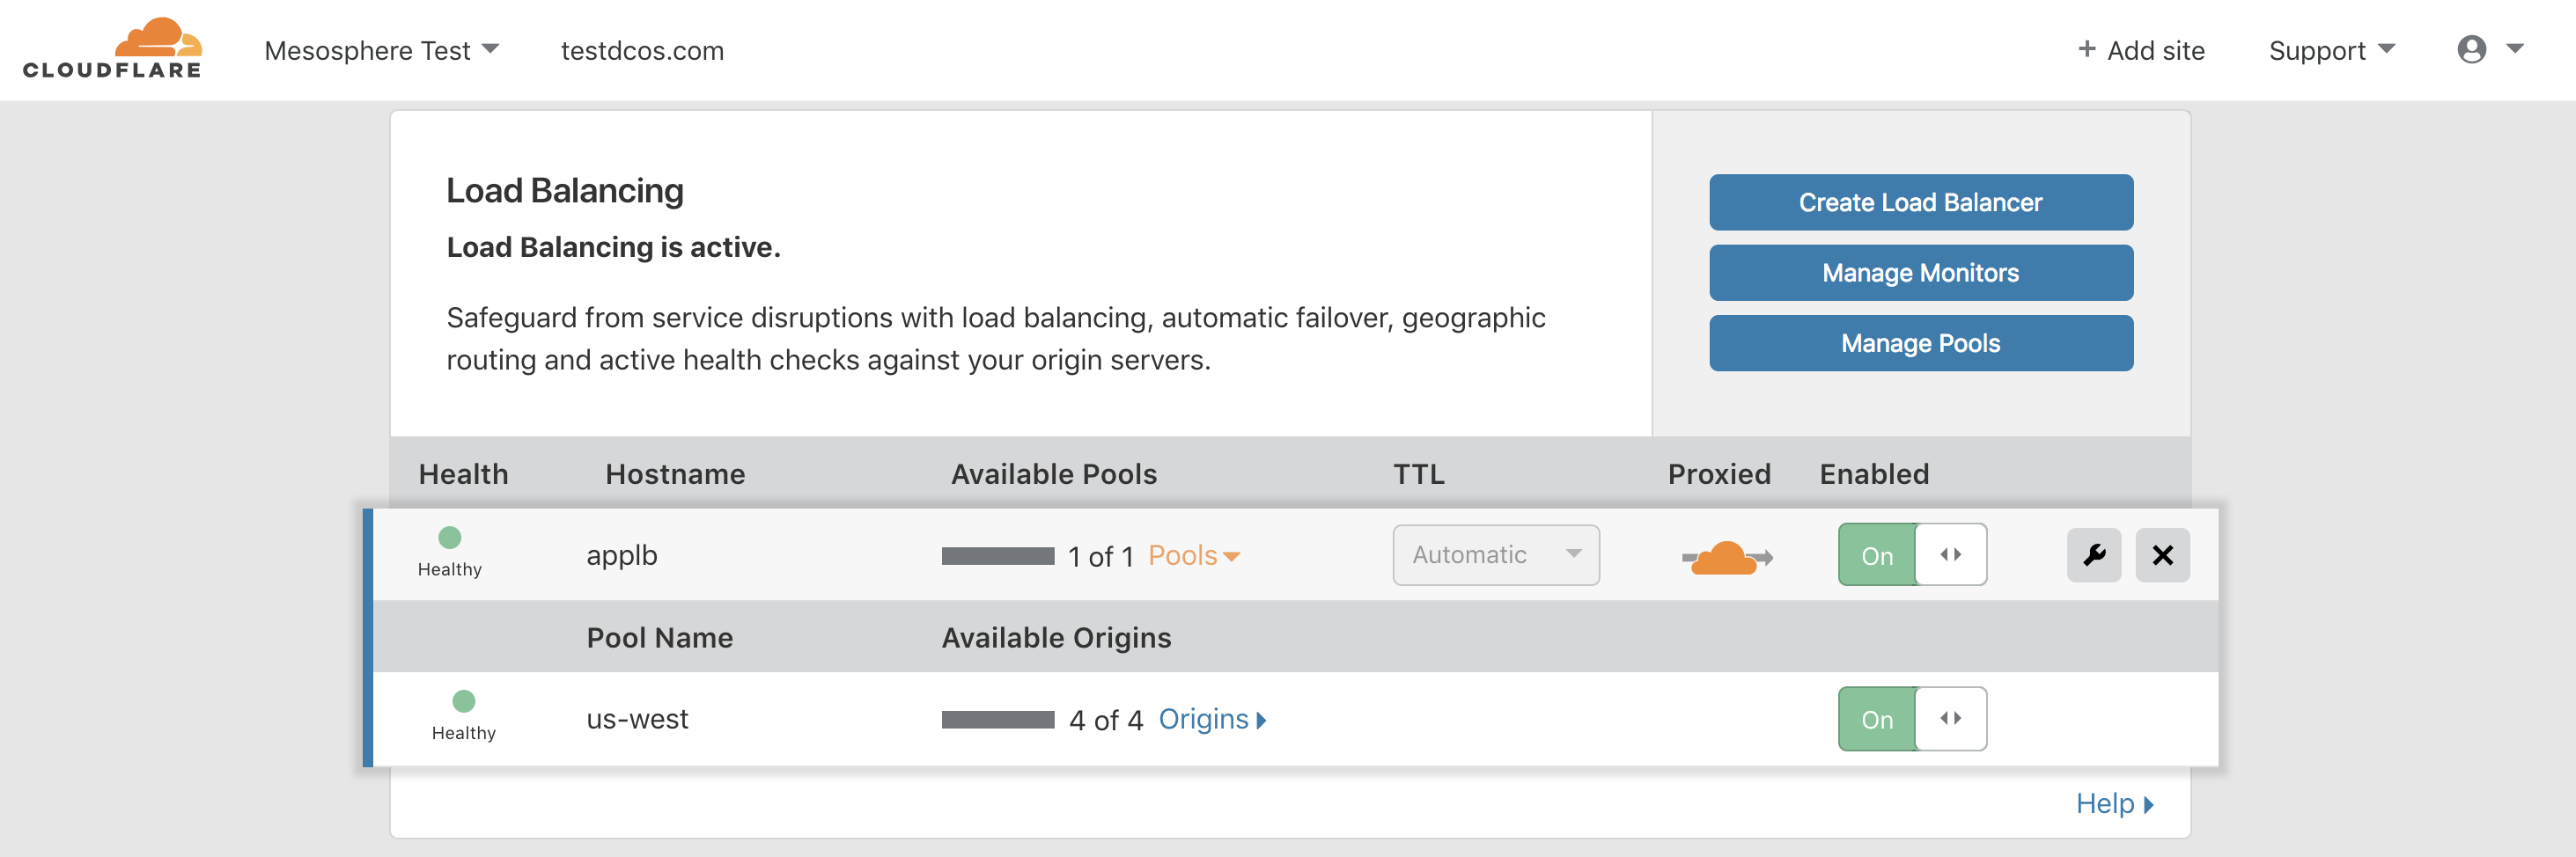 CLOUDFLARE
Mesosphere Test
testdcos.com
+ Add site
Support
Load Balancing
Load Balancing is active.
Safeguard from service disruptions with load balancing, automatic failover, geographic
routing and active health checks against your origin servers.
Create Load Balancer
Manage Monitors
Manage Pools
Health Hostname Available Pools TTL Proxied Enabled
Healthy applb 1 of 1 Pools Automatic On
Pool Name Available Origins
Healthy us-west 4 of 4 Origins On
Help